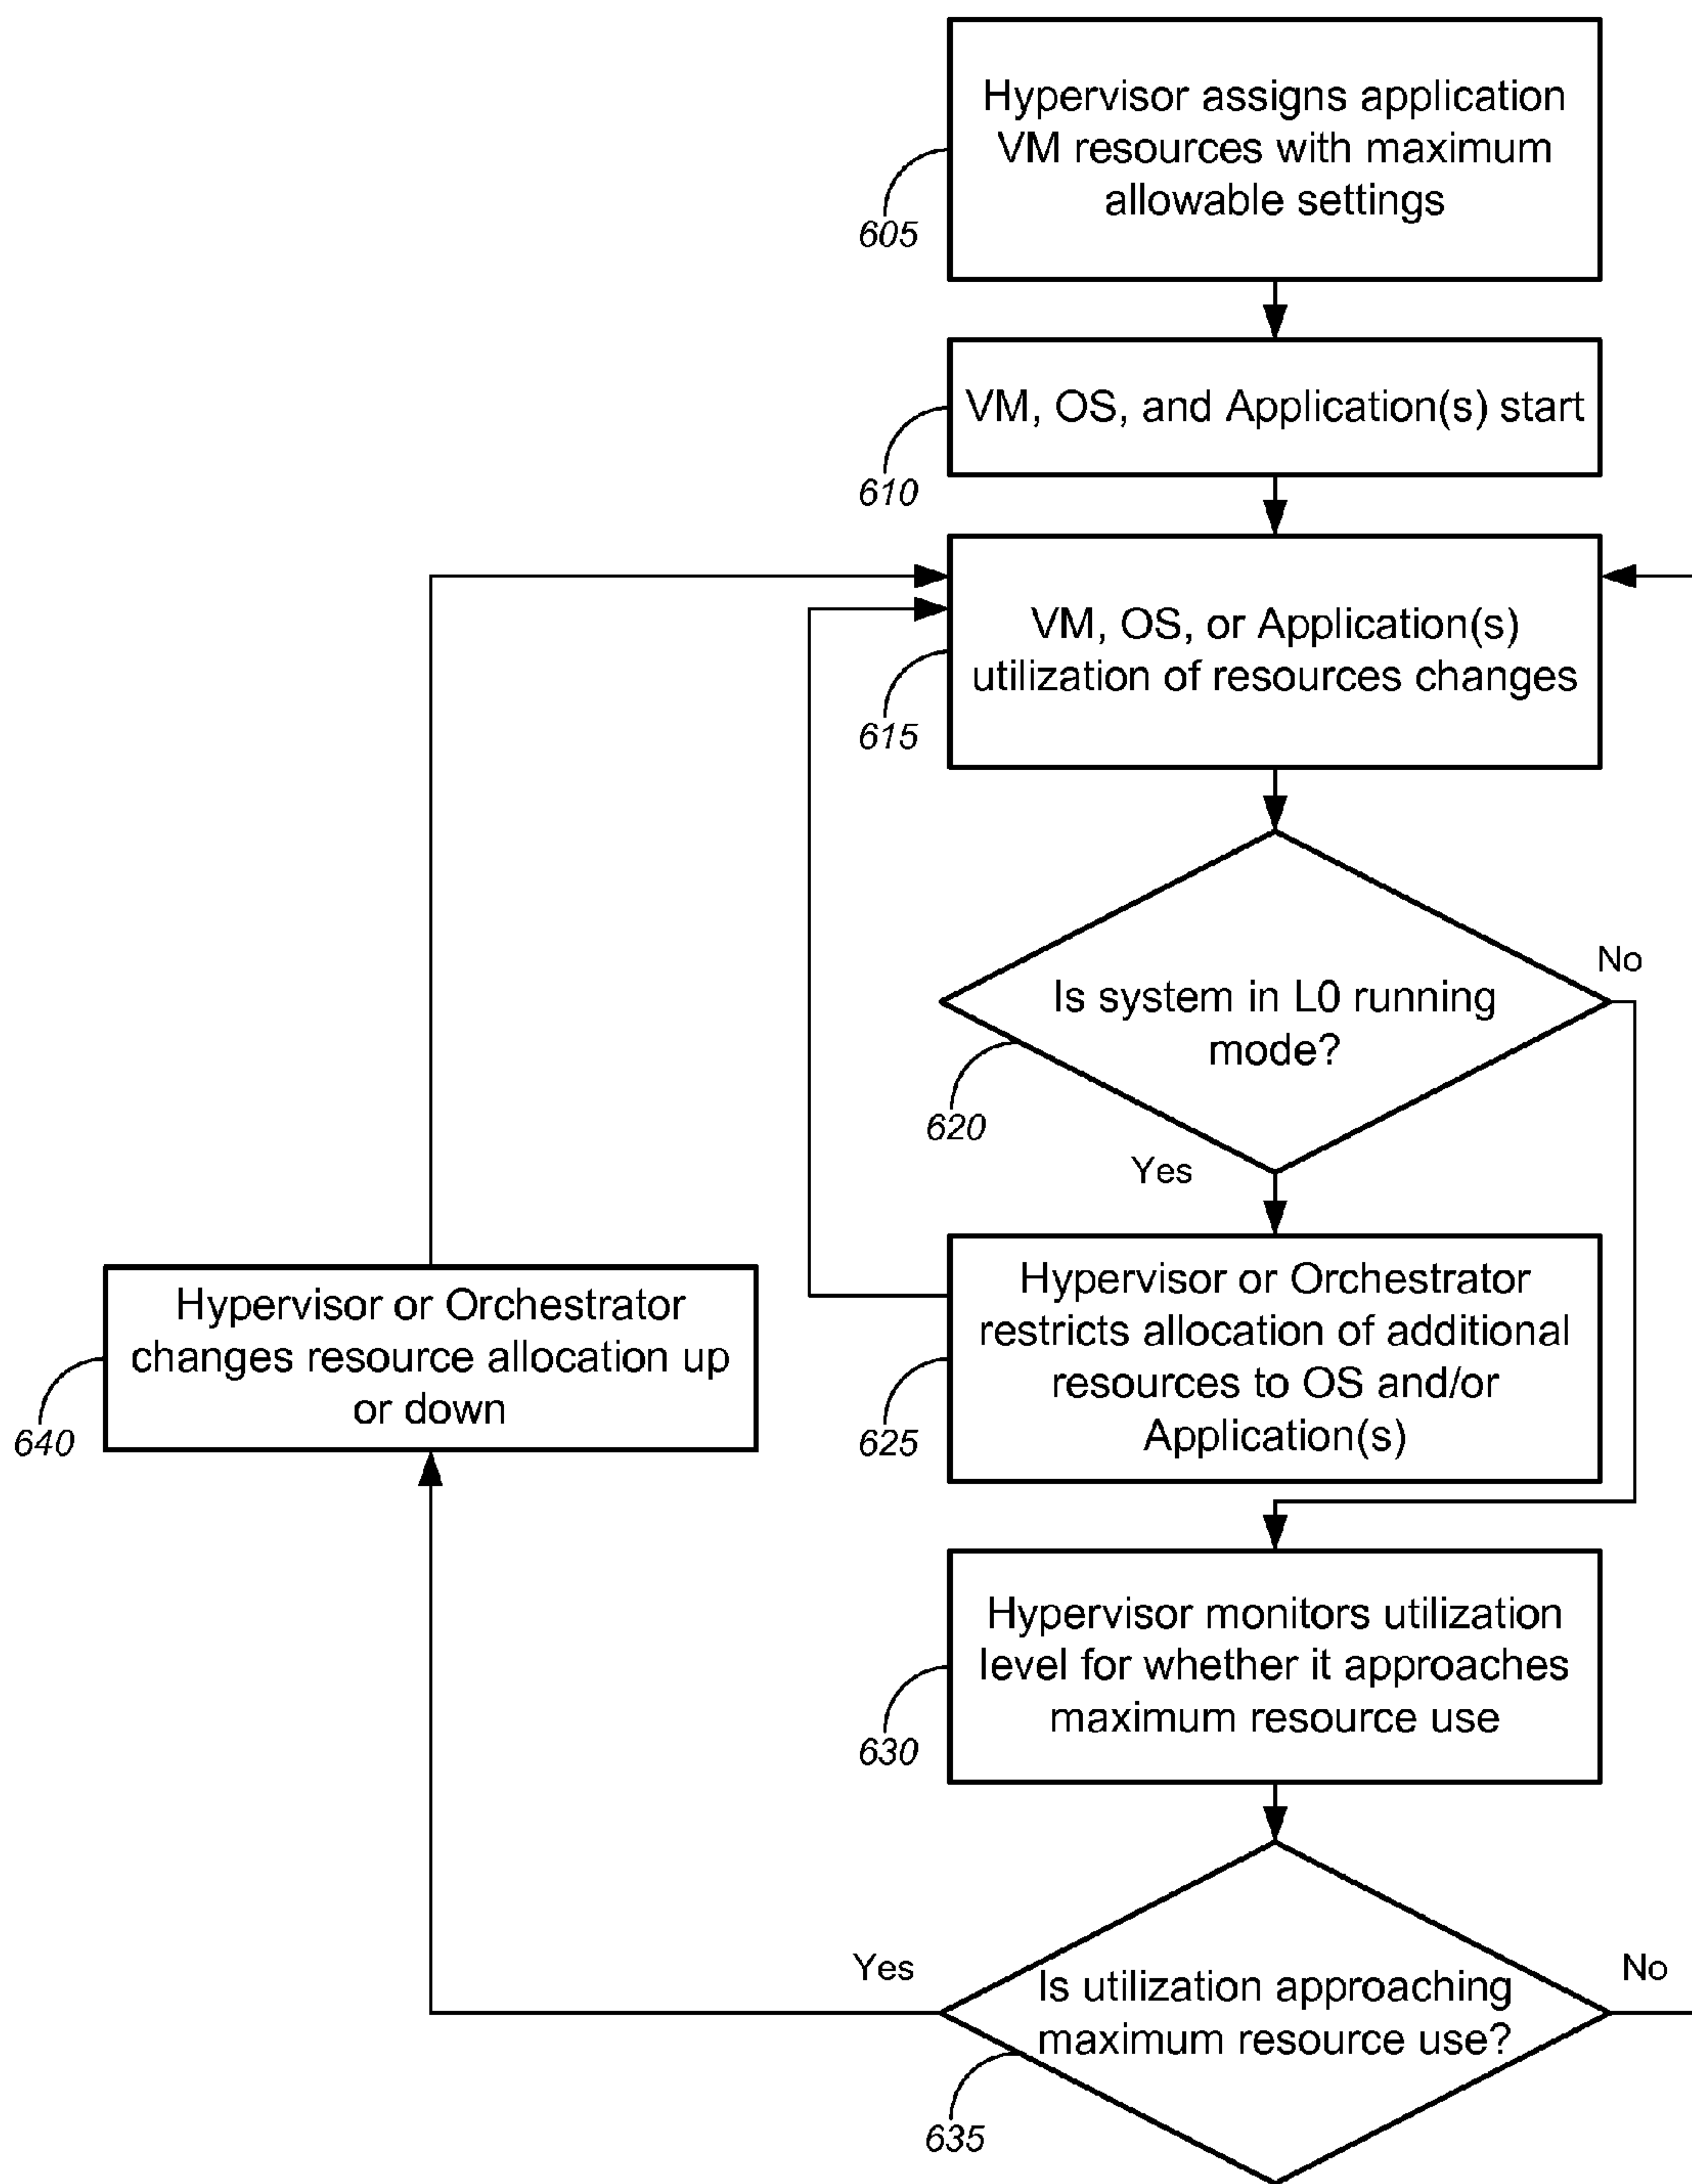 Hypervisor assigns application
VM resources with maximum
allowable settings
605
VM, OS, and Application(s) start
610
VM, OS, or Application(s)
utilization of resources changes
615
Is system in L0 running
mode?
No
620
Yes
Hypervisor or Orchestrator
restricts allocation of additional
resources to OS and/or
Application(s)
625
Hypervisor or Orchestrator
changes resource allocation up
or down
640
Hypervisor monitors utilization
level for whether it approaches
maximum resource use
630
Yes
Is utilization approaching
maximum resource use?
No
635